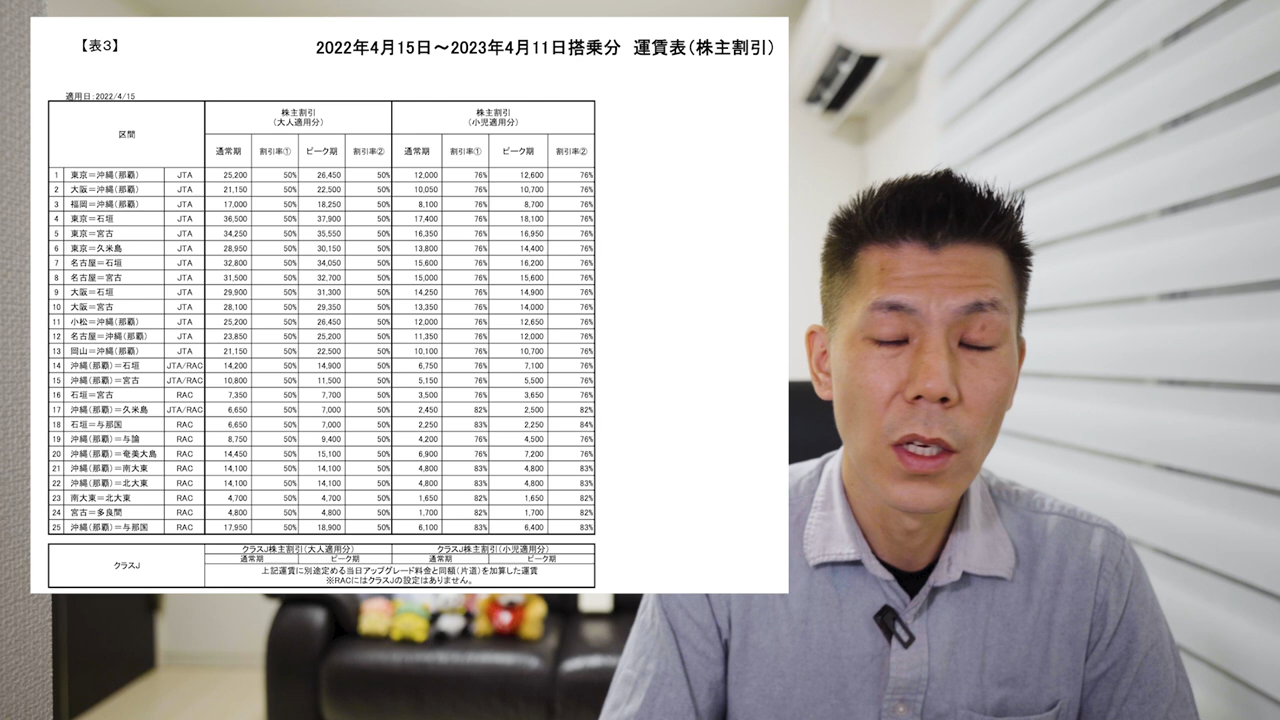 【表3】
2022年4月15日～2023年4月11日搭乗分 運賃表(株主割引)
適用日:2022/4/15
区間 株主割引(大人適用分) 株主割引(小児適用分)
通常期 割引率① ピーク期 割引率② 通常期 割引率① ピーク期 割引率②
1 東京=沖縄(那覇) JTA 25,200 50% 26,450 50% 12,000 76% 12,600 76%
2 大阪=沖縄(那覇) JTA 21,150 50% 22,500 50% 10,050 76% 10,700 76%
3 福岡=沖縄(那覇) JTA 17,000 50% 18,250 50% 8,100 76% 8,700 76%
4 東京=石垣 JTA 36,500 50% 37,900 50% 17,400 76% 18,100 76%
5 東京=宮古 JTA 34,250 50% 35,550 50% 16,350 76% 16,950 76%
6 東京=久米島 JTA 28,950 50% 30,150 50% 13,800 76% 14,400 76%
7 名古屋=石垣 JTA 32,800 50% 34,050 50% 15,600 76% 16,200 76%
8 名古屋=宮古 JTA 31,500 50% 32,700 50% 15,000 76% 15,600 76%
9 大阪=石垣 JTA 29,900 50% 31,300 50% 14,250 76% 14,900 76%
10 大阪=宮古 JTA 28,100 50% 29,350 50% 13,350 76% 14,000 76%
11 小松=沖縄(那覇) JTA 25,200 50% 26,450 50% 12,000 76% 12,650 76%
12 名古屋=沖縄(那覇) JTA 23,850 50% 25,200 50% 11,350 76% 12,000 76%
13 岡山=沖縄(那覇) JTA 21,150 50% 22,500 50% 10,100 76% 10,700 76%
14 沖縄(那覇)=石垣 JTA/RAC 14,200 50% 14,900 50% 6,750 76% 7,100 76%
15 沖縄(那覇)=宮古 JTA/RAC 10,800 50% 11,500 50% 5,150 76% 5,500 76%
16 石垣=宮古 RAC 7,350 50% 7,700 50% 3,500 76% 3,650 76%
17 沖縄(那覇)=久米島 JTA/RAC 6,650 50% 7,000 50% 2,450 82% 2,500 82%
18 石垣=与那国 RAC 6,650 50% 7,000 50% 2,250 83% 2,250 84%
19 沖縄(那覇)=与論 RAC 8,750 50% 9,400 50% 4,200 76% 4,500 76%
20 沖縄(那覇)=奄美大島 RAC 14,450 50% 15,100 50% 6,900 76% 7,200 76%
21 沖縄(那覇)=南大東 RAC 14,100 50% 14,100 50% 4,800 83% 4,800 83%
22 沖縄(那覇)=北大東 RAC 14,100 50% 14,100 50% 4,800 83% 4,800 83%
23 南大東=北大東 RAC 4,700 50% 4,700 50% 1,650 82% 1,650 82%
24 宮古=多良間 RAC 4,800 50% 4,800 50% 1,700 82% 1,700 82%
25 沖縄(那覇)=与那国 RAC 17,950 50% 18,900 50% 6,100 83% 6,400 83%
クラスJ クラスJ株主割引(大人適用分) クラスJ株主割引(小児適用分)
通常期 ピーク期 通常期 ピーク期
上記運賃に別途定める当日アップグレード料金と同額(片道)を加算した運賃
※RACにはクラスJの設定はありません。